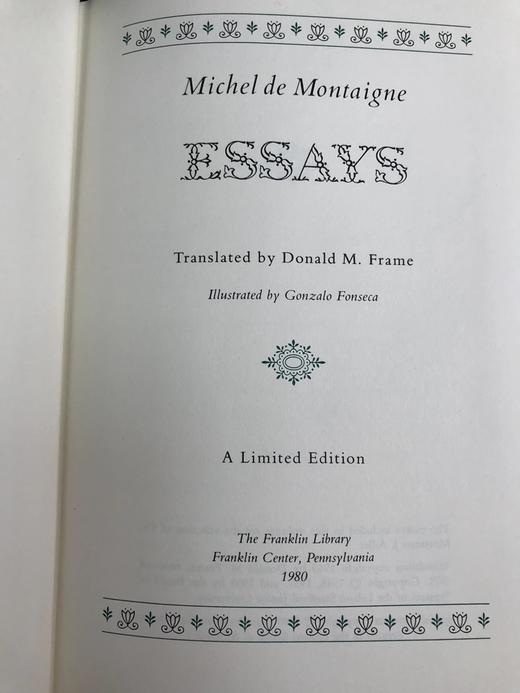 Michel de Montaigne
ESSAYS
Translated by Donald M. Frame
Illustrated by Gonzalo Fonseca
A Limited Edition
The Franklin Library
Franklin Center, Pennsylvania
1980